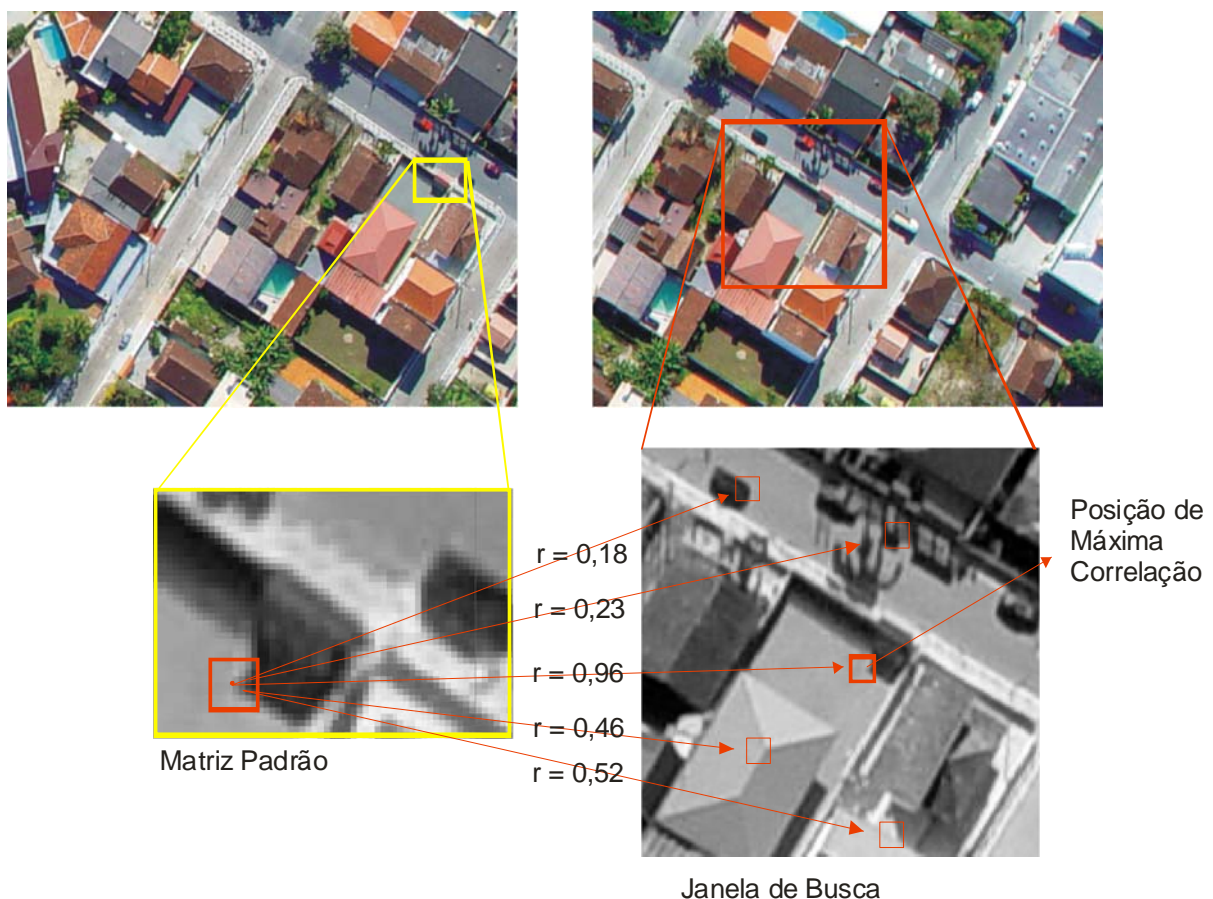 r = 0,18
r = 0,23
r = 0,96
r = 0,46
r = 0,52
Matriz Padrão
Posição de
Máxima
Correlação
Janela de Busca